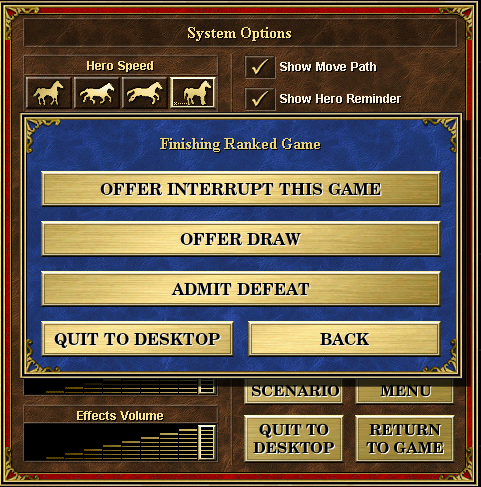 System Options
Hero Speed
Show Move Path
Show Hero Reminder
Finishing Ranked Game
OFFER INTERRUPT THIS GAME
OFFER DRAW
ADMIT DEFEAT
QUIT TO DESKTOP
BACK
SCENARIO
MENU
Effects Volume
QUIT TO
DESKTOP
RETURN
TO GAME